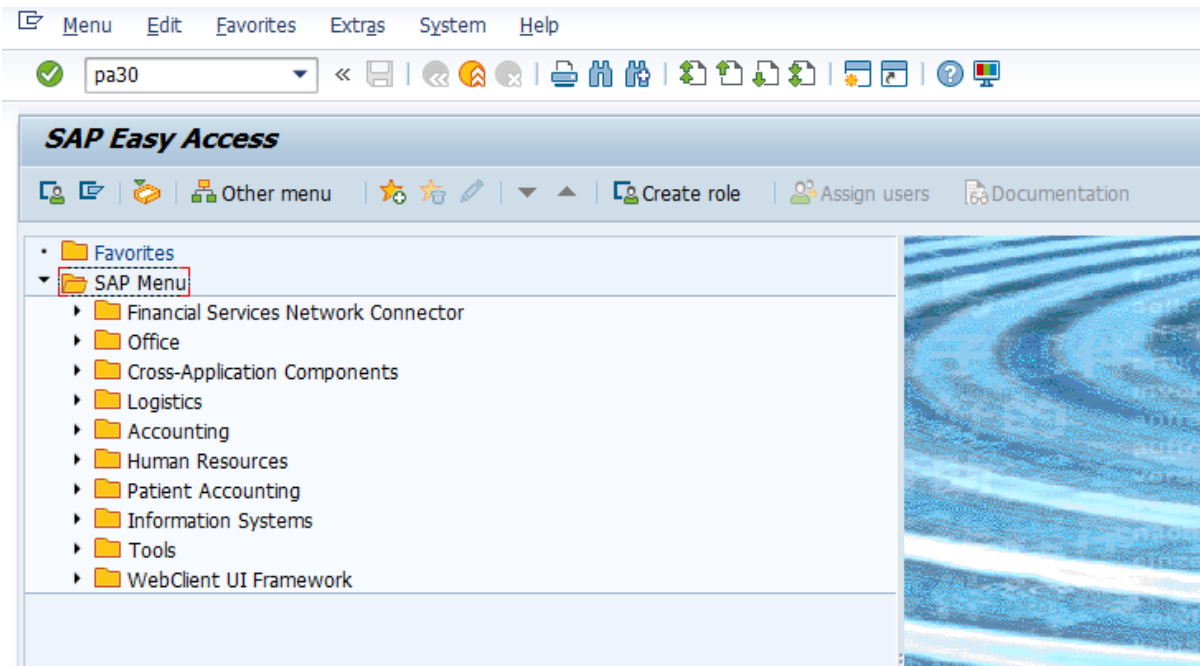 Menu Edit Favorites Extras System Help
pa30
SAP Easy Access
Other menu Create role Assign users Documentation
Favorites
SAP Menu
Financial Services Network Connector
Office
Cross-Application Components
Logistics
Accounting
Human Resources
Patient Accounting
Information Systems
Tools
WebClient UI Framework